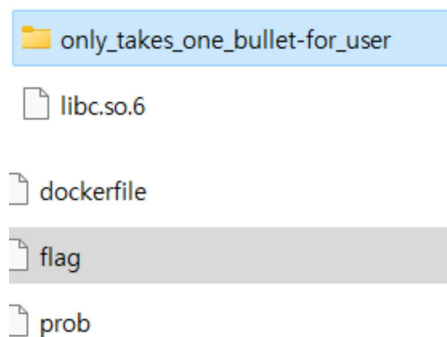 only_takes_one_bullet-for_user
libc.so.6
dockerfile
flag
prob